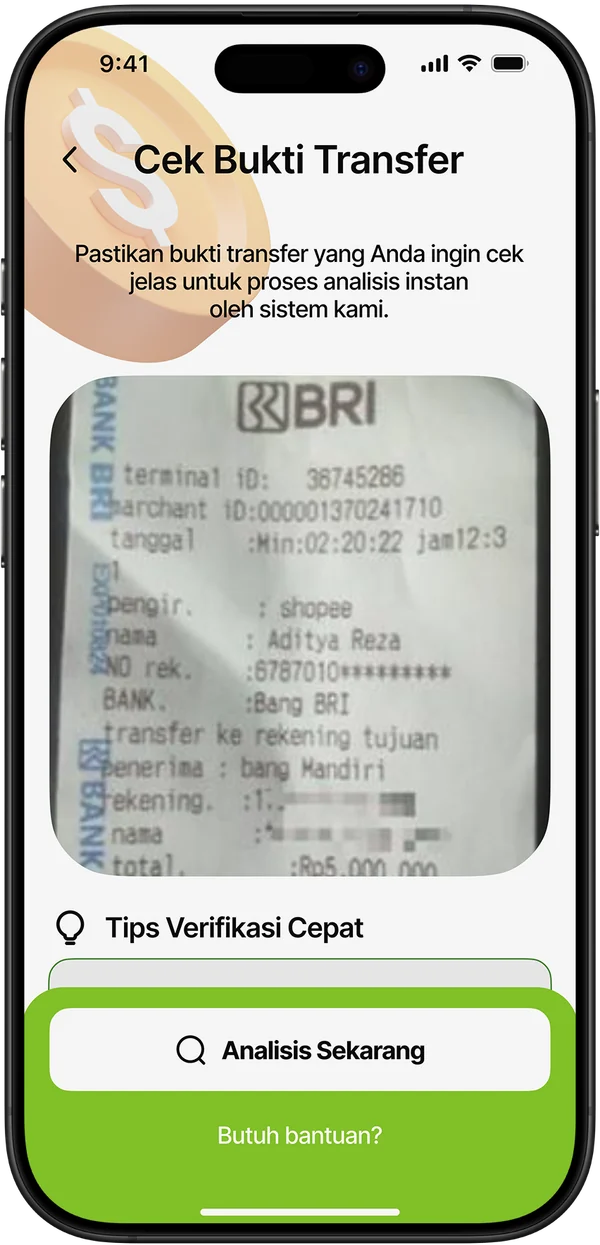 9:41
Cek Bukti Transfer
Pastikan bukti transfer yang Anda ingin cek
jelas untuk proses analisis instan
oleh sistem kami.
BRI
BANK BRI
EXP010824
BANK
terminal iD: 36745286
marchant iD:000001370241710
tanggal :Min:02:20:22 jam12:3
1
pengir. : shopee
nama : Aditya Reza
NO rek. :6787010*********
BANK. :Bang BRI
transfer ke rekening tujuan
penerima : bang Mandiri
rekening. :1
nama :
total. :Rp5.000.000
Tips Verifikasi Cepat
Analisis Sekarang
Butuh bantuan?